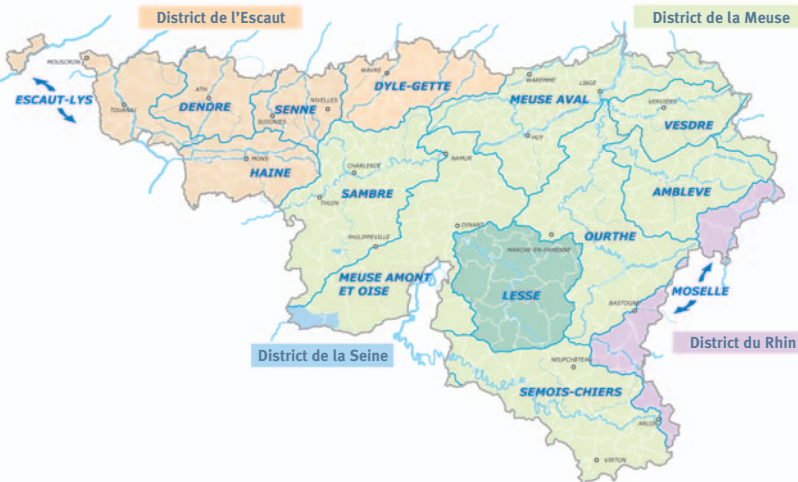 District de l'Escaut
District de la Meuse
MOUSCRON
WAVRE
WAREMME
LIEGE
ESCAUT-LYS
TOURNAI
ATH
DENDRE
SENNE
SOIGNIES
NIVELLES
DYLE-GETTE
MEUSE AVAL
VERVIERS
VESDRE
HUY
MONS
HAINE
CHARLEROI
NAMUR
SAMBRE
THUIN
AMBLEVE
DINANT
OURTHE
PHILIPPEVILLE
MARCHE-EN-FAMENNE
MEUSE AMONT
ET OISE
LESSE
MOSELLE
BASTOGNE
District de la Seine
District du Rhin
NEUFCHÂTEAU
SEMOIS-CHIERS
ARLON
VIRTON